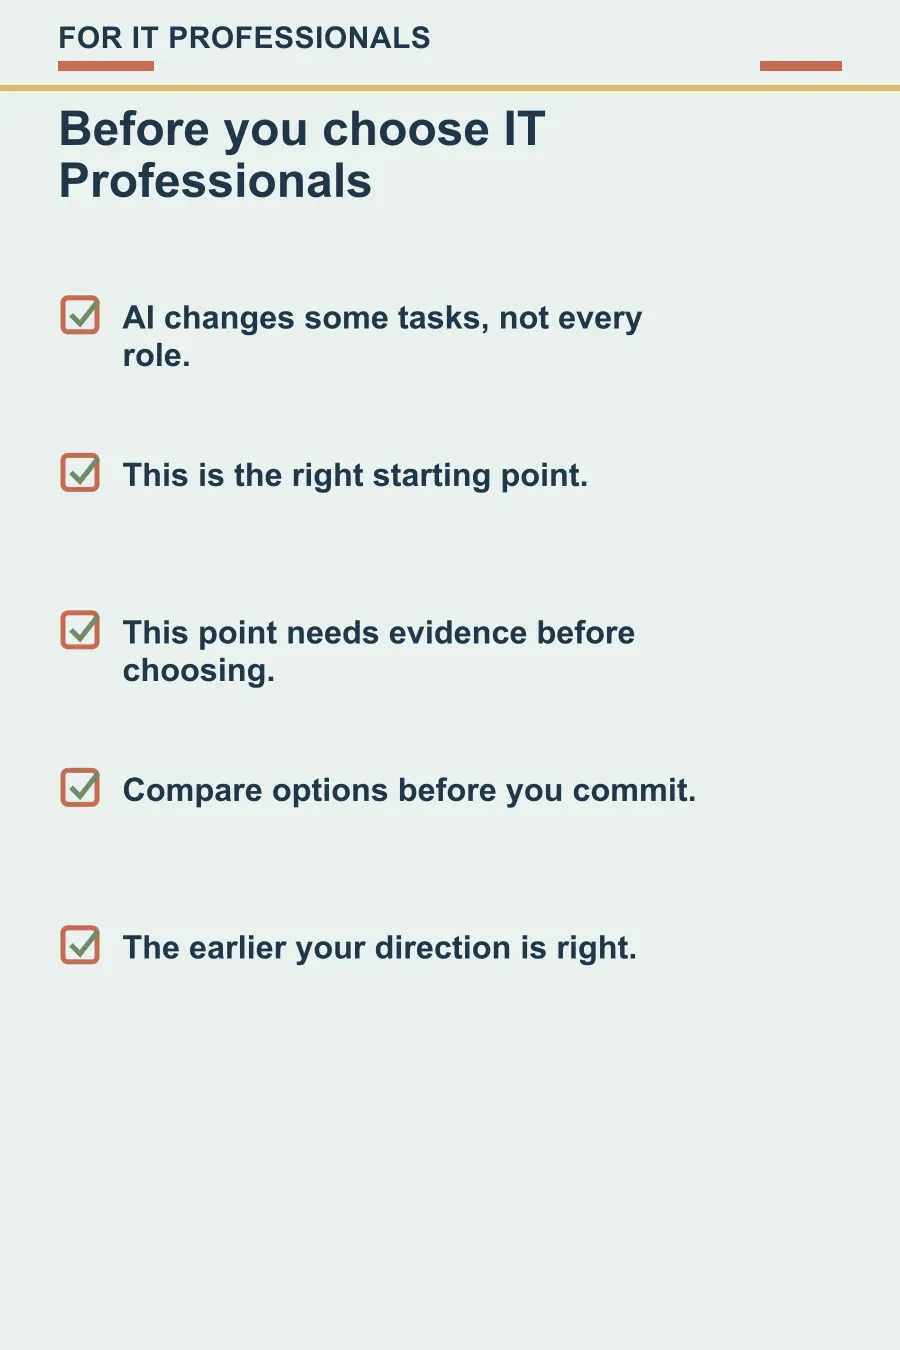 FOR IT PROFESSIONALS
Before you choose IT
Professionals
AI changes some tasks, not every
role.
This is the right starting point.
This point needs evidence before
choosing.
Compare options before you commit.
The earlier your direction is right.